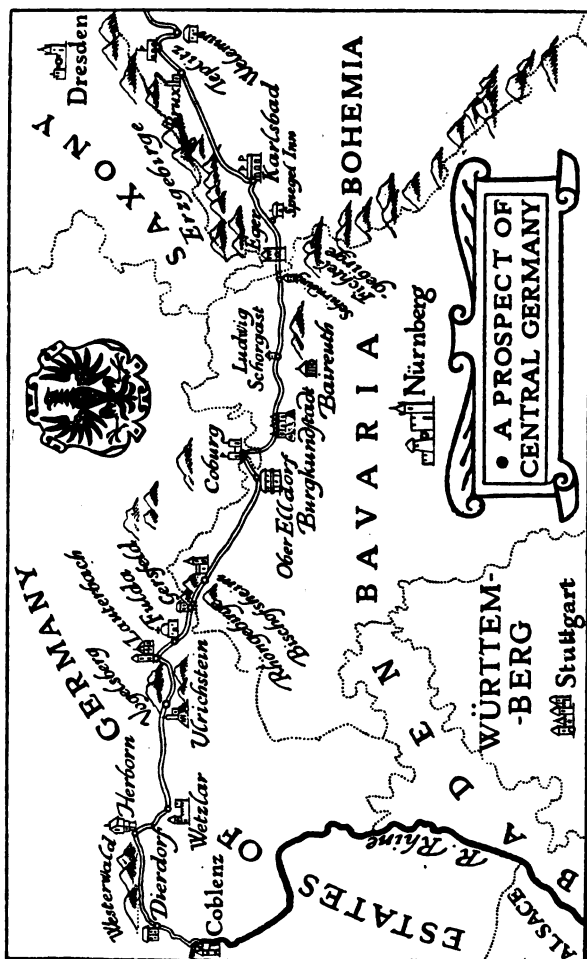 Dresden
SAXONY
Erzgebirge
Teplitz
Karlsbad
Spiegel Inn
Eger
BOHEMIA
Fichtel
-gebirge
Ludwig
Schorgast
Baireuth
Burgkundstadt
Coburg
Ober Elldorf
BAVARIA
Nürnberg
• A PROSPECT OF
CENTRAL GERMANY
GERMANY
Lauterbach
Fulda
Gersfeld
Vogelsberg
Rhöngebirge
Bischofsheim
Ulrichstein
Herborn
Wetzlar
Westerwald
Dierdorf
Coblenz
ESTATES
OF
R. Rhine
BADEN
WÜRTTEM-
-BERG
Stuttgart
ALSACE